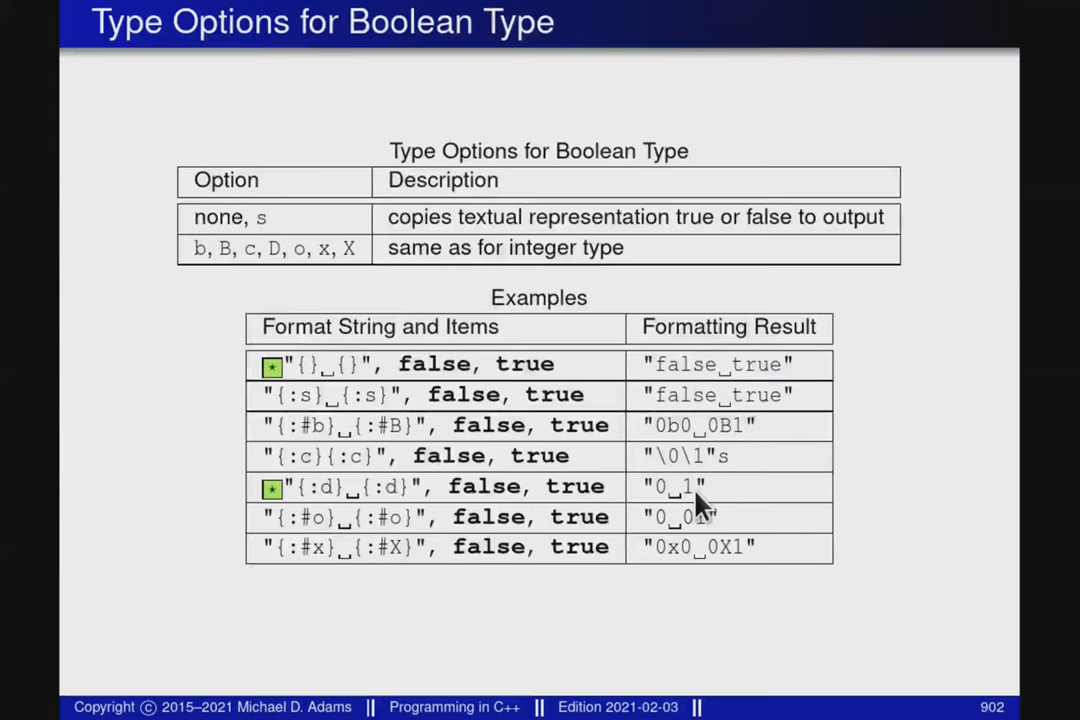 Type Options for Boolean Type
Type Options for Boolean Type
Option Description
none, s copies textual representation true or false to output
b, B, c, D, o, x, X same as for integer type
Examples
Format String and Items Formatting Result
"{}␣{}", false, true "false␣true"
"{:s}␣{:s}", false, true "false␣true"
"{:#b}␣{:#B}", false, true "0b0␣0B1"
"{:c}{:c}", false, true "\0\1"s
"{:d}␣{:d}", false, true "0␣1"
"{:#o}␣{:#o}", false, true "0␣01"
"{:#x}␣{:#X}", false, true "0x0␣0X1"
Copyright © 2015–2021 Michael D. Adams Programming in C++ Edition 2021-02-03 902